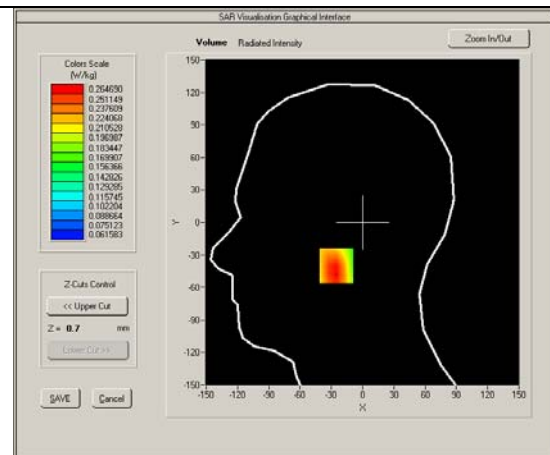 SAR Visualisation Graphical Interface
Volume Radiated Intensity
Zoom In/Out
Colors Scale
(W/kg)
0.264690
0.251149
0.237609
0.224068
0.210528
0.196987
0.183447
0.169907
0.156366
0.142826
0.129285
0.115745
0.102204
0.088664
0.075123
0.061583
Z-Cuts Control
<< Upper Cut
Z = 0.7 mm
Lower Cut >>
SAVE Cancel
150
120
90
60
30
Y 0
-30
-60
-90
-120
-150
-150 -120 -90 -60 -30 0 30 60 90 120 150
X